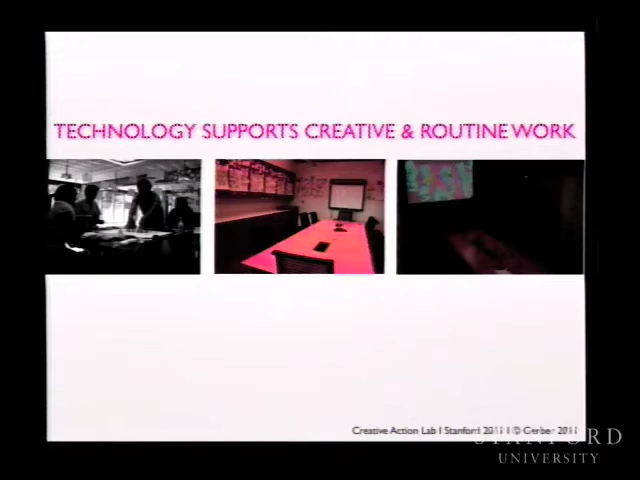 TECHNOLOGY SUPPORTS CREATIVE & ROUTINE WORK
Creative Action Lab | Stanford 2011 | © Gerber 2011
STANFORD
UNIVERSITY